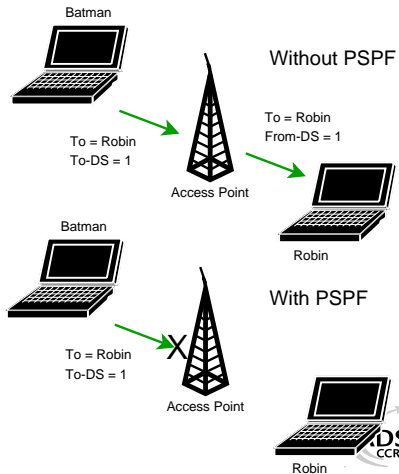 Batman
Without PSPF
To = Robin
To-DS = 1
To = Robin
From-DS = 1
Access Point
Robin
Batman
With PSPF
X
To = Robin
To-DS = 1
Access Point
Robin